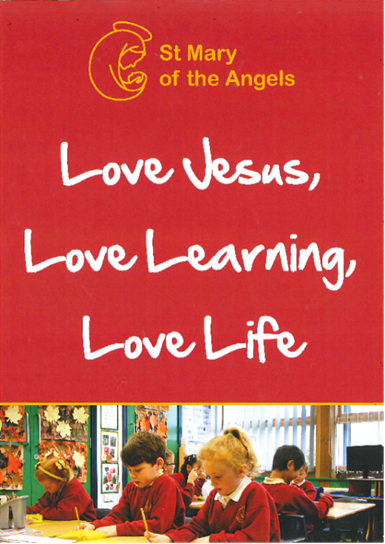 St Mary
of the Angels
Love Jesus,
Love Learning,
Love Life